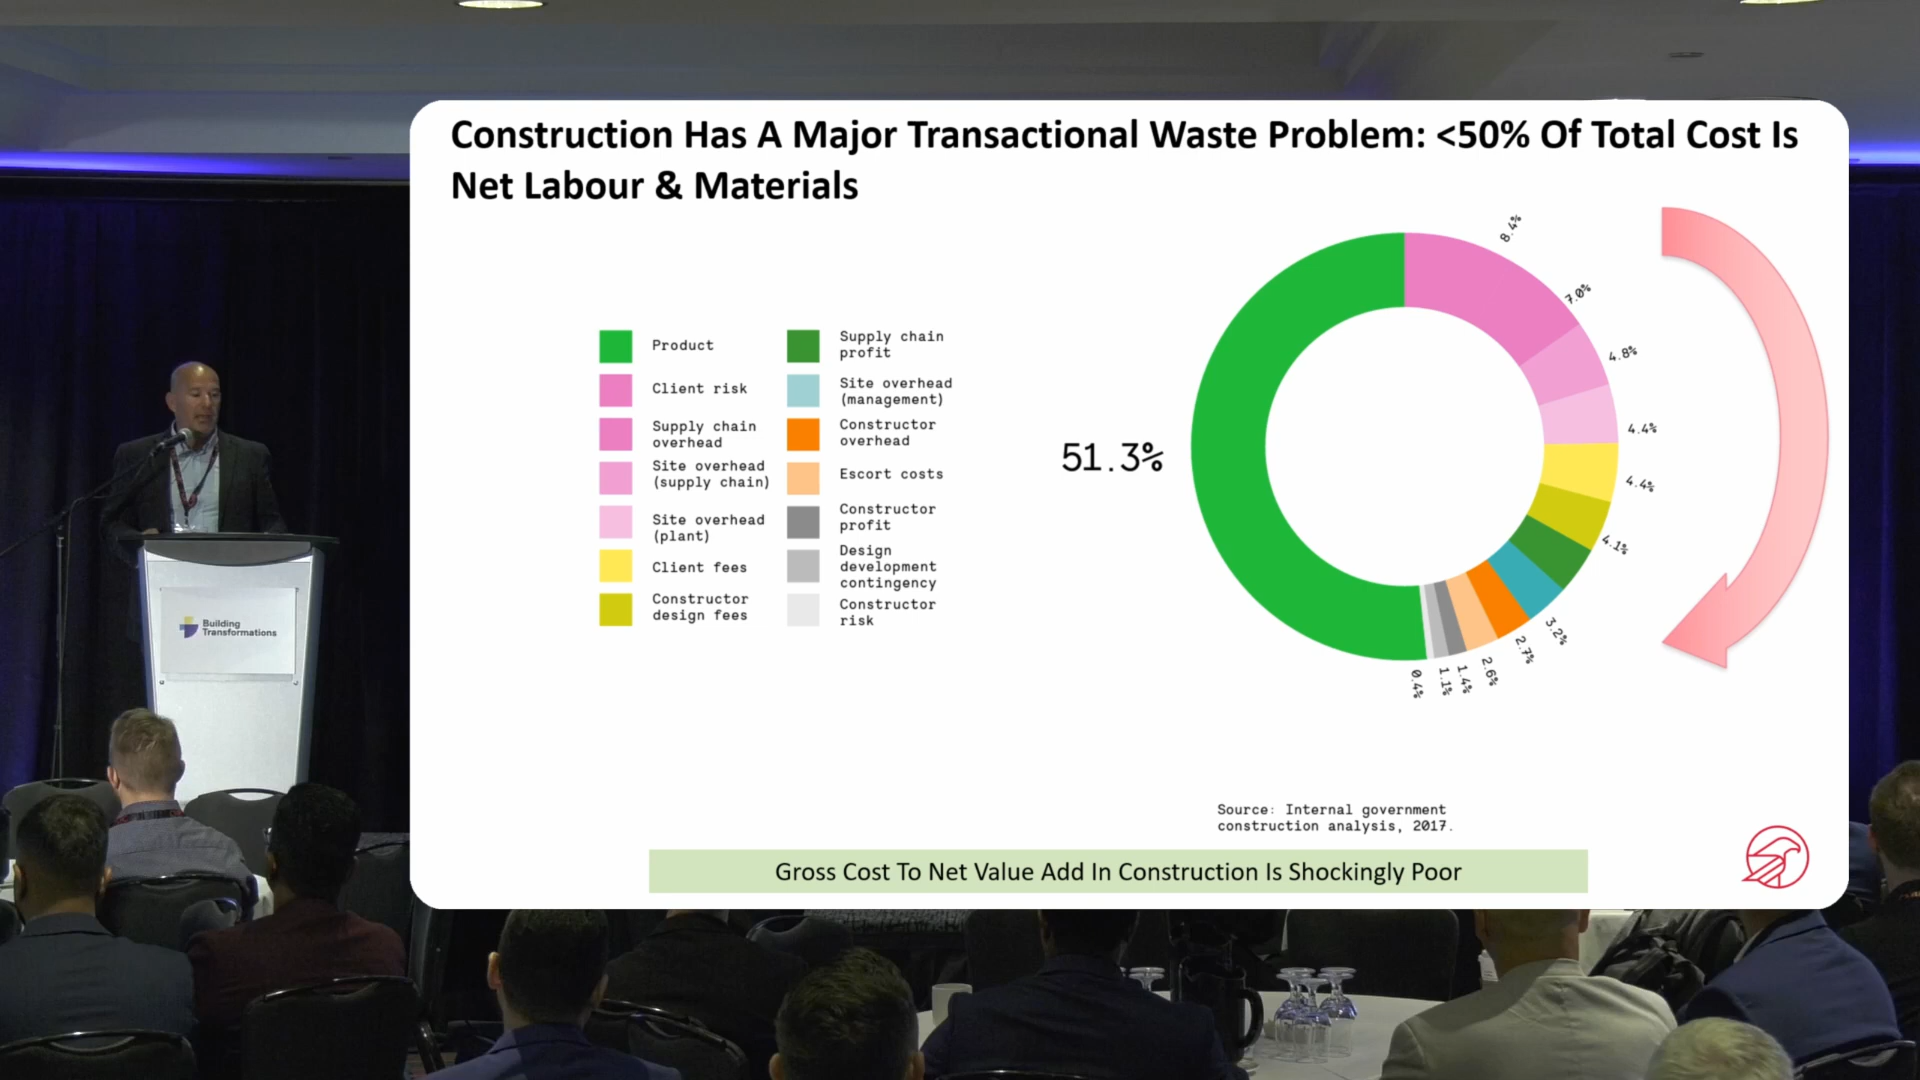 Construction Has A Major Transactional Waste Problem: <50% Of Total Cost Is
Net Labour & Materials
Product
Client risk
Supply chain
overhead
Site overhead
(supply chain)
Site overhead
(plant)
Client fees
Constructor
design fees
Supply chain
profit
Site overhead
(management)
Constructor
overhead
Escort costs
Constructor
profit
Design
development
contingency
Constructor
risk
51.3%
8.4%
7.0%
4.8%
4.4%
4.4%
4.1%
3.2%
2.7%
2.6%
1.4%
1.1%
0.4%
Source: Internal government
construction analysis, 2017.
Gross Cost To Net Value Add In Construction Is Shockingly Poor
Building
Transformations